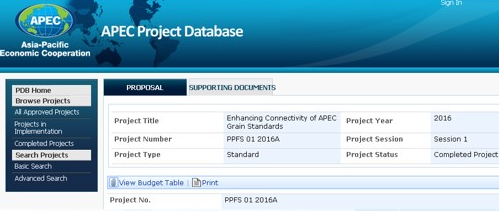 Sign In
APEC
Asia-Pacific
Economic Cooperation
APEC Project Database
PDB Home
Browse Projects
All Approved Projects
Projects in
Implementation
Completed Projects
Search Projects
Basic Search
Advanced Search
PROPOSAL SUPPORTING DOCUMENTS
Project Title Enhancing Connectivity of APEC Grain Standards Project Year 2016
Project Number PPFS 01 2016A Project Session Session 1
Project Type Standard Project Status Completed Project
View Budget Table | Print
Project No. PPFS 01 2016A